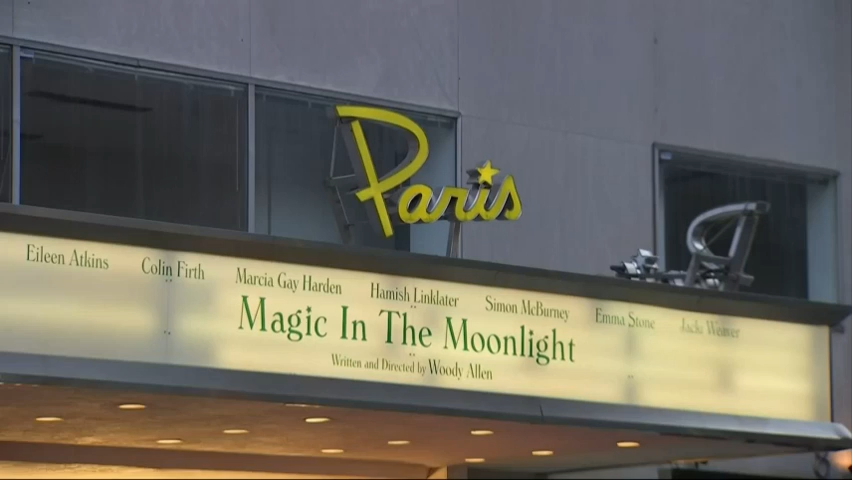 Paris
Eileen Atkins Colin Firth Marcia Gay Harden Hamish Linklater Simon McBurney Emma Stone Jacki Weaver
Magic In The Moonlight
Written and Directed by Woody Allen